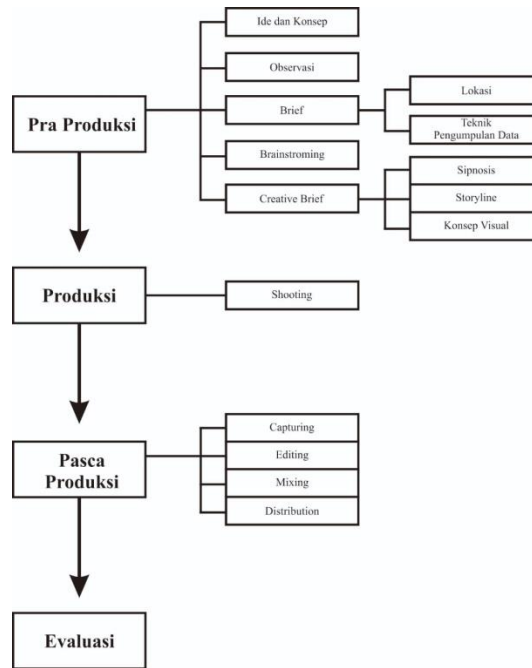 Ide dan Konsep
Observasi
Pra Produksi
Brief
Lokasi
Teknik
Pengumpulan Data
Brainstroming
Creative Brief
Sipnosis
Storyline
Konsep Visual
Produksi
Shooting
Pasca
Produksi
Capturing
Editing
Mixing
Distribution
Evaluasi